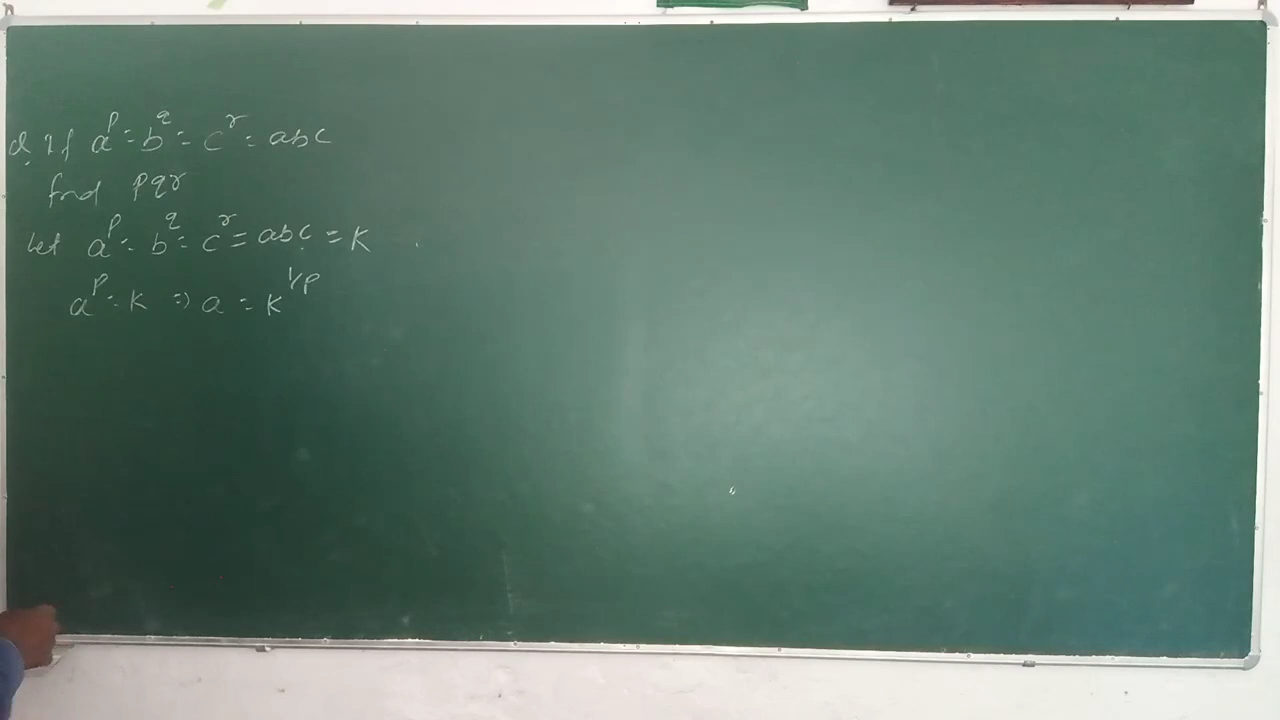 Q. If a^p = b^q = c^r = abc
find pqr
Let a^p = b^q = c^r = abc = K
a^p = K => a = K^1/p